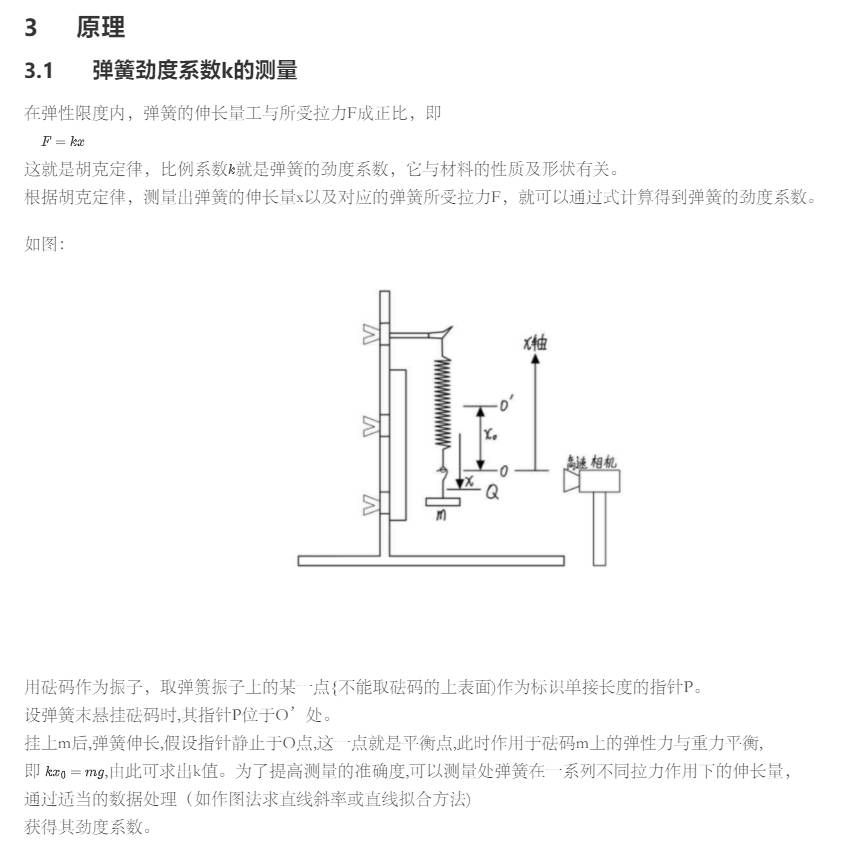 3 原理
3.1 弹簧劲度系数k的测量
在弹性限度内，弹簧的伸长量工与所受拉力F成正比，即
F = kx
这就是胡克定律，比例系数k就是弹簧的劲度系数，它与材料的性质及形状有关。
根据胡克定律，测量出弹簧的伸长量x以及对应的弹簧所受拉力F，就可以通过式计算得到弹簧的劲度系数。
如图：
X轴
O'
x₀
高速相机
O
x
Q
m
用砝码作为振子，取弹簧振子上的某一点{不能取砝码的上表面)作为标识单接长度的指针P。
设弹簧末悬挂砝码时,其指针P位于O’处。
挂上m后,弹簧伸长,假设指针静止于O点,这一点就是平衡点,此时作用于砝码m上的弹性力与重力平衡,
即 kx₀ = mg,由此可求出k值。为了提高测量的准确度,可以测量处弹簧在一系列不同拉力作用下的伸长量，
通过适当的数据处理（如作图法求直线斜率或直线拟合方法)
获得其劲度系数。